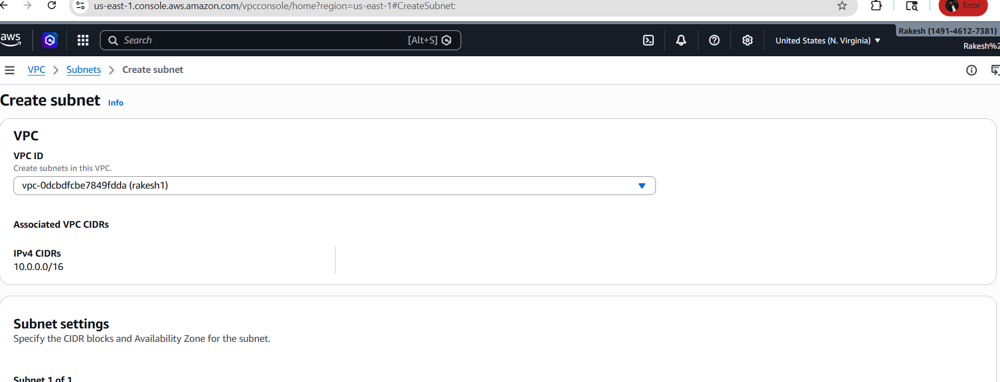 us-east-1.console.aws.amazon.com/vpcconsole/home?region=us-east-1#CreateSubnet:
Error
aws
Search
[Alt+S]
United States (N. Virginia)
Rakesh (1491-4612-7381)
Rakesh%2
VPC
Subnets
Create subnet
Create subnet Info
VPC
VPC ID
Create subnets in this VPC.
vpc-0dcbdfcbe7849fdda (rakesh1)
Associated VPC CIDRs
IPv4 CIDRs
10.0.0.0/16
Subnet settings
Specify the CIDR blocks and Availability Zone for the subnet.
Subnet 1 of 1